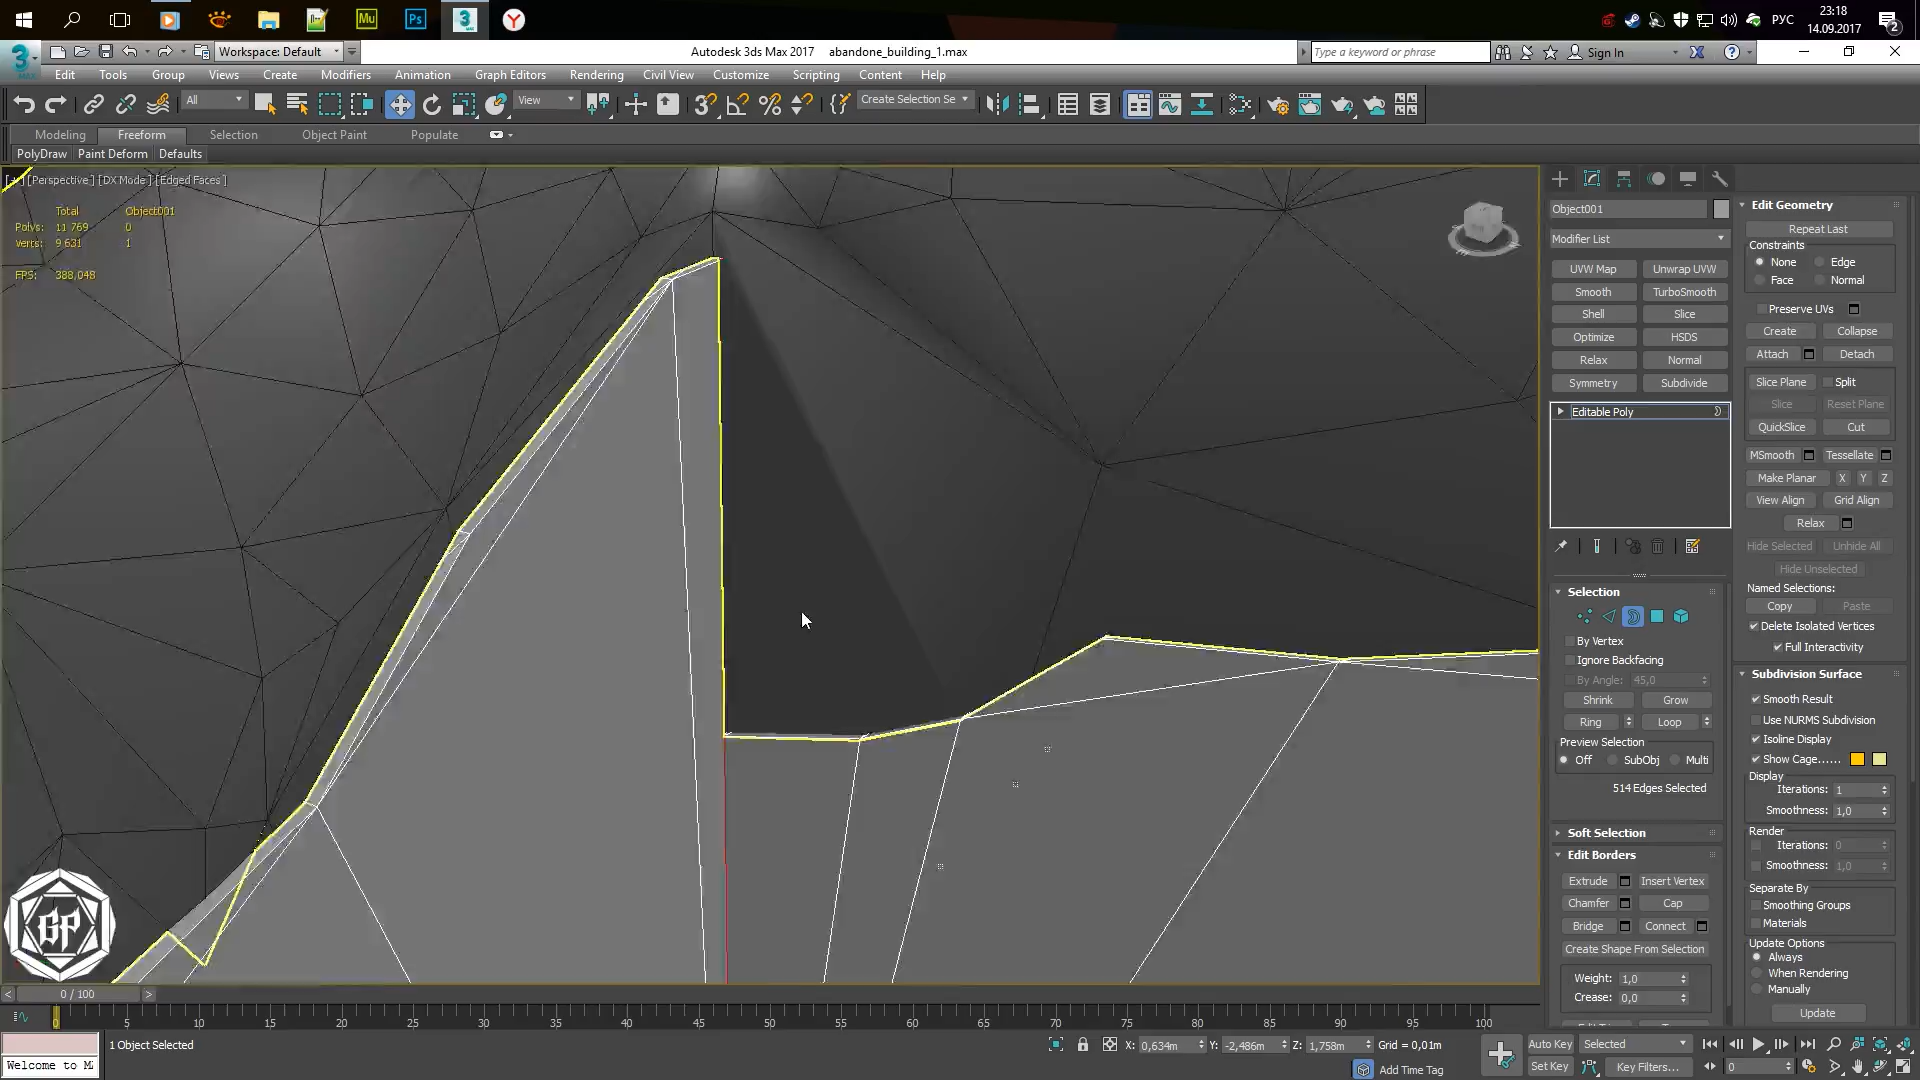 Mu
Ps
Y
РУС
23:18
14.09.2017
2
3
MAX
Workspace: Default
Autodesk 3ds Max 2017 abandone_building_1.max
Type a keyword or phrase
Sign In
Edit Tools Group Views Create Modifiers Animation Graph Editors Rendering Civil View Customize Scripting Content Help
All
View
Create Selection Se
Modeling Freeform Selection Object Paint Populate
PolyDraw Paint Deform Defaults
[+] [Perspective] [DX Mode] [Edged Faces]
Total Object001
Polys: 11 769 0
Verts: 9 631 1
FPS: 388,048
GP
Object001
Modifier List
UVW Map Unwrap UVW
Smooth TurboSmooth
Shell Slice
Optimize HSDS
Relax Normal
Symmetry Subdivide
Editable Poly
Selection
By Vertex
Ignore Backfacing
By Angle: 45,0
Shrink Grow
Ring Loop
Preview Selection
Off SubObj Multi
514 Edges Selected
Soft Selection
Edit Borders
Extrude Insert Vertex
Chamfer Cap
Bridge Connect
Create Shape From Selection
Weight: 1,0
Crease: 0,0
Edit Geometry
Repeat Last
Constraints
None Edge
Face Normal
Preserve UVs
Create Collapse
Attach Detach
Slice Plane Split
Slice Reset Plane
QuickSlice Cut
MSmooth Tessellate
Make Planar X Y Z
View Align Grid Align
Relax
Hide Selected Unhide All
Hide Unselected
Named Selections:
Copy Paste
Delete Isolated Vertices
Full Interactivity
Subdivision Surface
Smooth Result
Use NURMS Subdivision
Isoline Display
Show Cage......
Display
Iterations: 1
Smoothness: 1,0
Render
Iterations: 0
Smoothness: 1,0
Separate By
Smoothing Groups
Materials
Update Options
Always
When Rendering
Manually
Update
< 0 / 100 >
0 5 10 15 20 25 30 35 40 45 50 55 60 65 70 75 80 85 90 95 100
Welcome to M
1 Object Selected
X: 0,634m Y: -2,486m Z: 1,758m Grid = 0,01m
Add Time Tag
Auto Key Selected
Set Key Key Filters...
0